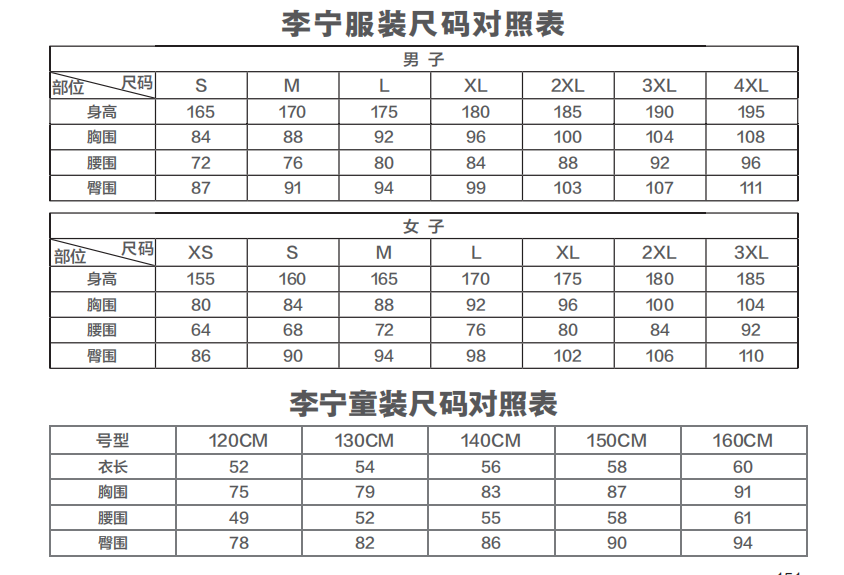 李宁服装尺码对照表
男 子
部位 尺码 S M L XL 2XL 3XL 4XL
身高 165 170 175 180 185 190 195
胸围 84 88 92 96 100 104 108
腰围 72 76 80 84 88 92 96
臀围 87 91 94 99 103 107 111
女 子
部位 尺码 XS S M L XL 2XL 3XL
身高 155 160 165 170 175 180 185
胸围 80 84 88 92 96 100 104
腰围 64 68 72 76 80 84 92
臀围 86 90 94 98 102 106 110
李宁童装尺码对照表
号型 120CM 130CM 140CM 150CM 160CM
衣长 52 54 56 58 60
胸围 75 79 83 87 91
腰围 49 52 55 58 61
臀围 78 82 86 90 94